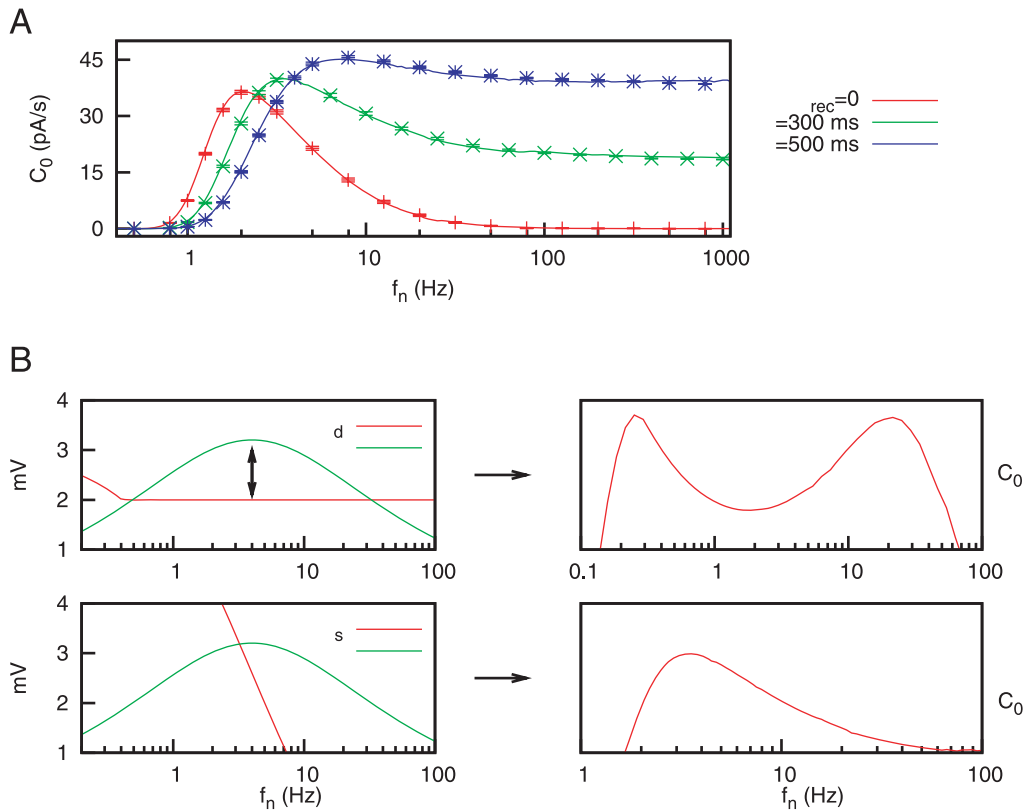 A
C₀ (pA/s)
45
30
15
0
1 10 100 1000
fₙ (Hz)
rec=0
=300 ms
=500 ms
B
mV
4
3
2
1
d
1 10 100
C₀
0.1 1 10 100
mV
4
3
2
1
s
1 10 100
fₙ (Hz)
C₀
1 10 100
fₙ (Hz)